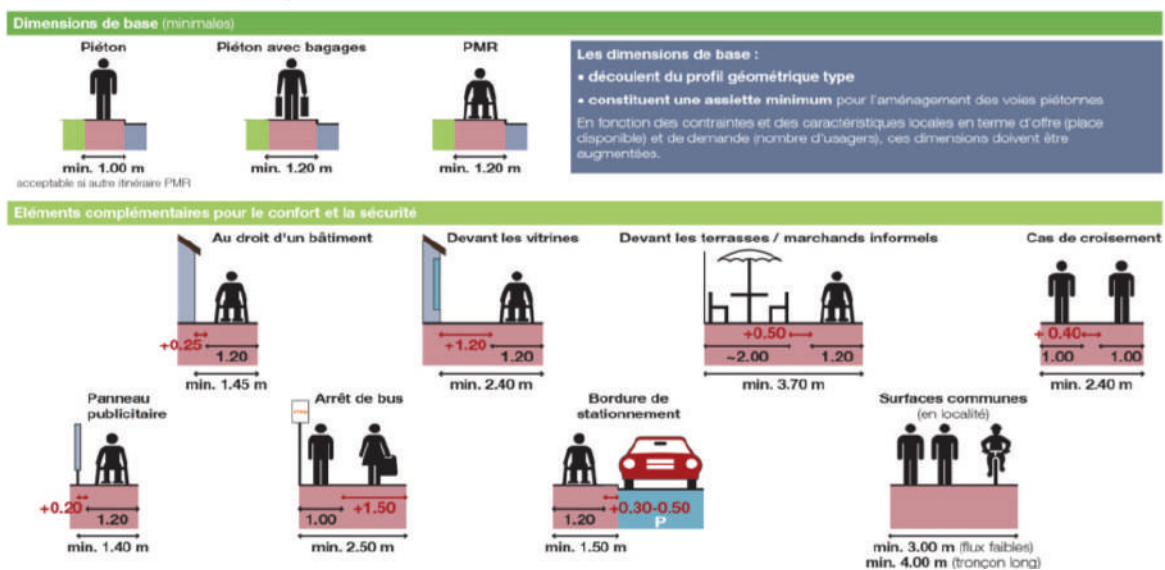 Dimensions de base (minimales)
Piéton
min. 1.00 m
acceptable si autre itinéraire PMR
Piéton avec bagages
min. 1.20 m
PMR
min. 1.20 m
Les dimensions de base :
• découlent du profil géométrique type
• constituent une assiette minimum pour l'aménagement des voies piétonnes
En fonction des contraintes et des caractéristiques locales en terme d'offre (place
disponible) et de demande (nombre d'usagers), ces dimensions doivent être
augmentées.
Eléments complémentaires pour le confort et la sécurité
Au droit d'un bâtiment
+0.25
1.20
min. 1.45 m
Devant les vitrines
+1.20
1.20
min. 2.40 m
Devant les terrasses / marchands informels
+0.50
~2.00
1.20
min. 3.70 m
Cas de croisement
+ 0.40
1.00
1.00
min. 2.40 m
Panneau
publicitaire
+0.20
1.20
min. 1.40 m
Arrêt de bus
1.00
+1.50
min. 2.50 m
Bordure de
stationnement
+0.30-0.50
1.20
P
min. 1.50 m
Surfaces communes
(en localité)
min. 3.00 m (flux faibles)
min. 4.00 m (tronçon long)